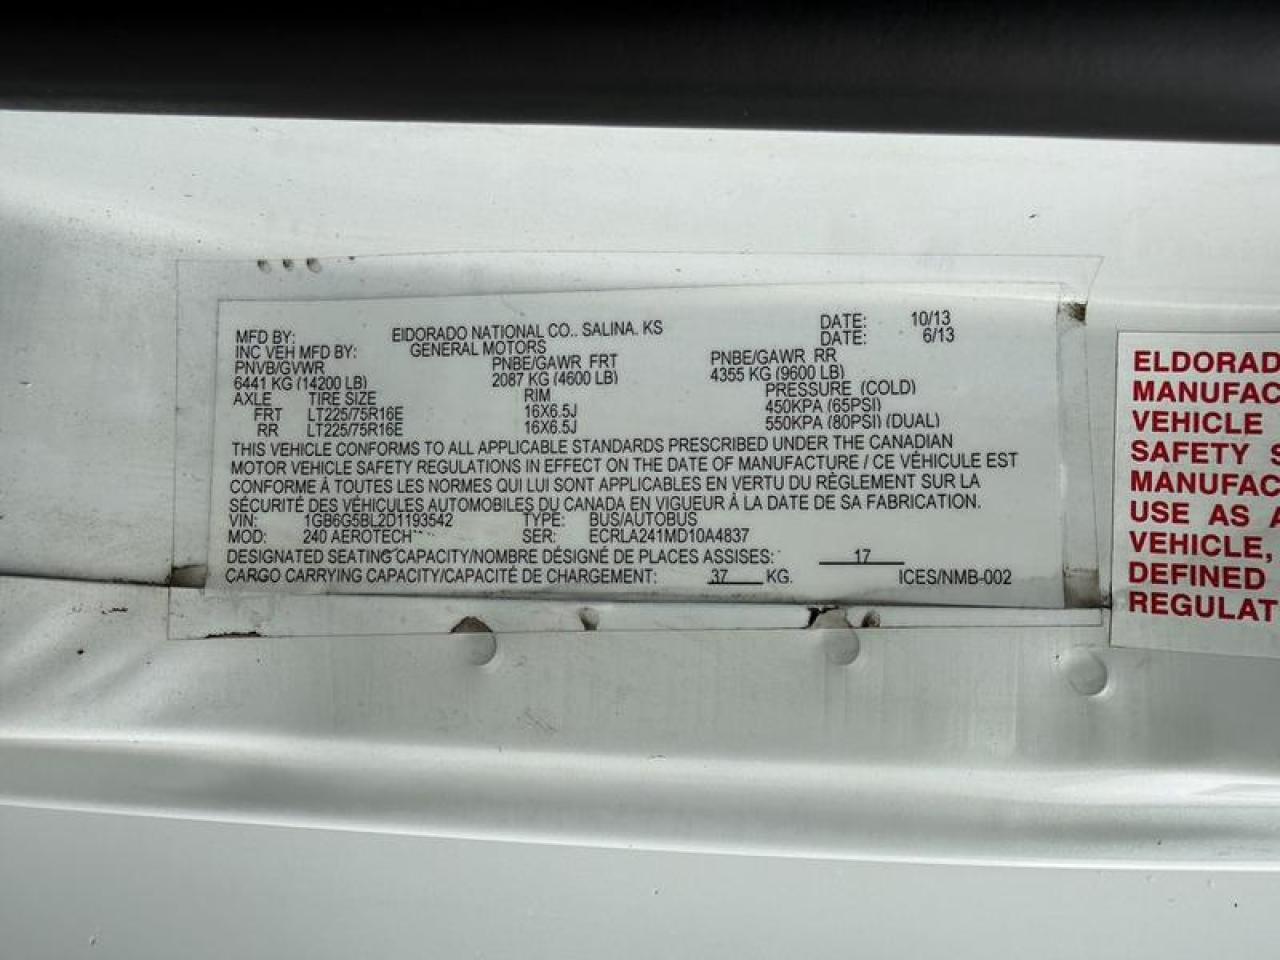 MFD BY: EIDORADO NATIONAL CO.. SALINA. KS DATE: 10/13
INC VEH MFD BY: GENERAL MOTORS DATE: 6/13
PNVB/GVWR PNBE/GAWR FRT PNBE/GAWR RR
6441 KG (14200 LB) 2087 KG (4600 LB) 4355 KG (9600 LB)
AXLE TIRE SIZE RIM PRESSURE (COLD)
FRT LT225/75R16E 16X6.5J 450KPA (65PSI)
RR LT225/75R16E 16X6.5J 550KPA (80PSI) (DUAL)
THIS VEHICLE CONFORMS TO ALL APPLICABLE STANDARDS PRESCRIBED UNDER THE CANADIAN
MOTOR VEHICLE SAFETY REGULATIONS IN EFFECT ON THE DATE OF MANUFACTURE / CE VÉHICULE EST
CONFORME À TOUTES LES NORMES QUI LUI SONT APPLICABLES EN VERTU DU RÈGLEMENT SUR LA
SÉCURITÉ DES VÉHICULES AUTOMOBILES DU CANADA EN VIGUEUR À LA DATE DE SA FABRICATION.
VIN: 1GB6G5BL2D1193542 TYPE: BUS/AUTOBUS
MOD: 240 AEROTECH SER: ECRLA241MD10A4837
DESIGNATED SEATING CAPACITY/NOMBRE DÉSIGNÉ DE PLACES ASSISES: 17
CARGO CARRYING CAPACITY/CAPACITÉ DE CHARGEMENT: 37 KG. ICES/NMB-002
ELDORAD
MANUFAC
VEHICLE
SAFETY S
MANUFAC
USE AS A
VEHICLE,
DEFINED
REGULAT